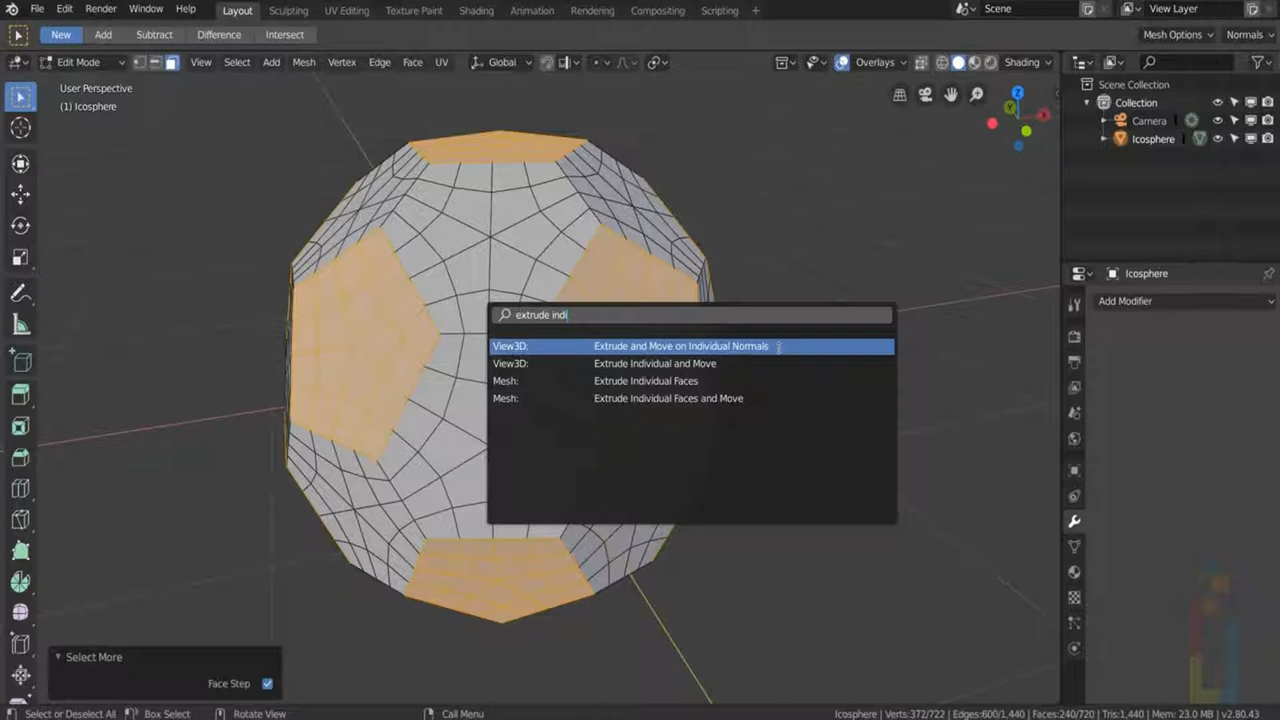 File Edit Render Window Help Layout Sculpting UV Editing Texture Paint Shading Animation Rendering Compositing Scripting + Scene View Layer
New Add Subtract Difference Intersect Mesh Options Normals
Edit Mode View Select Add Mesh Vertex Edge Face UV Global Overlays Shading
User Perspective
(1) Icosphere
Scene Collection
Collection
Camera
Icosphere
Z
Y
X
Icosphere
Add Modifier
extrude indi
View3D: Extrude and Move on Individual Normals
View3D: Extrude Individual and Move
Mesh: Extrude Individual Faces
Mesh: Extrude Individual Faces and Move
Select More
Face Step
Select or Deselect All Box Select Rotate View Call Menu Icosphere | Verts:372/722 | Edges:600/1,440 | Faces:240/720 | Tris:1,440 | Mem: 23.0 MB | v2.80.43